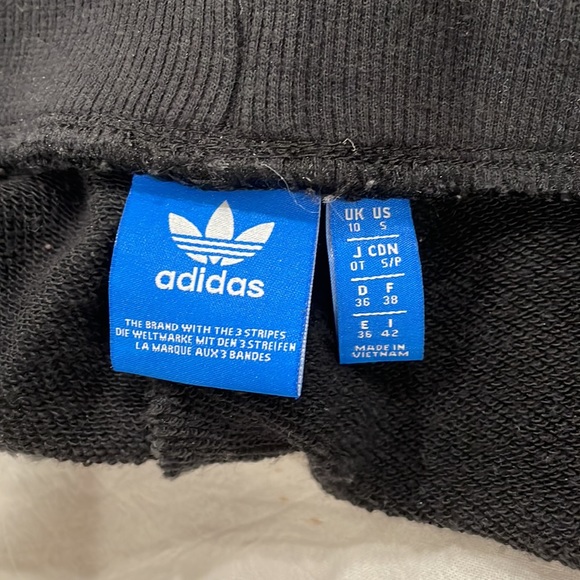 adidas
THE BRAND WITH THE 3 STRIPES
DIE WELTMARKE MIT DEN 3 STREIFEN
LA MARQUE AUX 3 BANDES
UK US
10 S
J CDN
OT S/P
D F
36 38
E I
36 42
MADE IN
VIETNAM